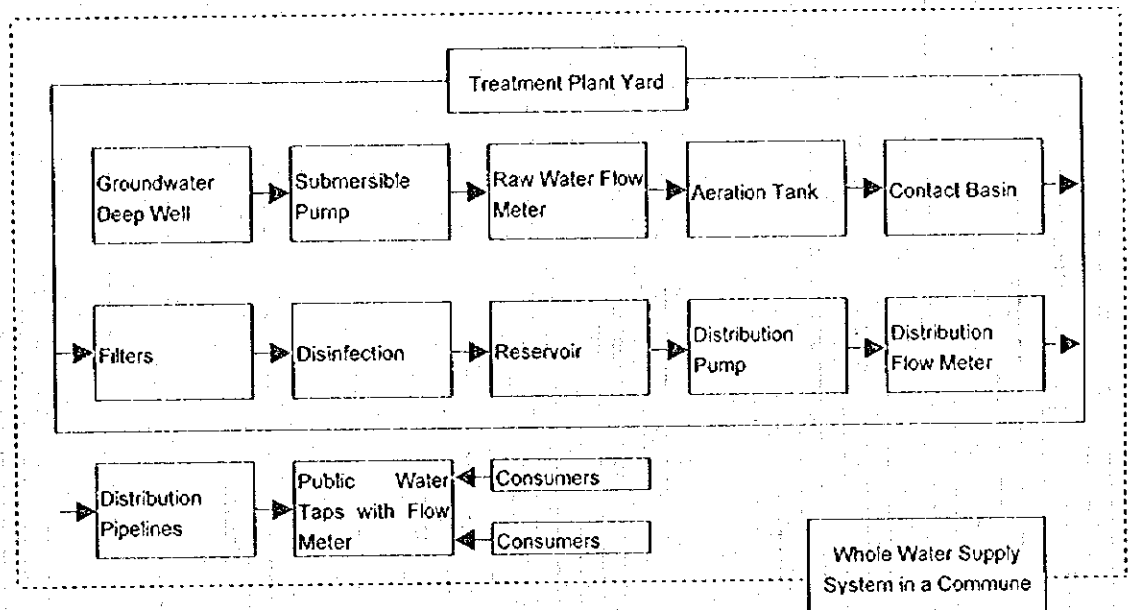 Treatment Plant Yard
Groundwater
Deep Well
Submersible
Pump
Raw Water Flow
Meter
Aeration Tank
Contact Basin
Filters
Disinfection
Reservoir
Distribution
Pump
Distribution
Flow Meter
Distribution
Pipelines
Public Water
Taps with Flow
Meter
Consumers
Consumers
Whole Water Supply
System in a Commune